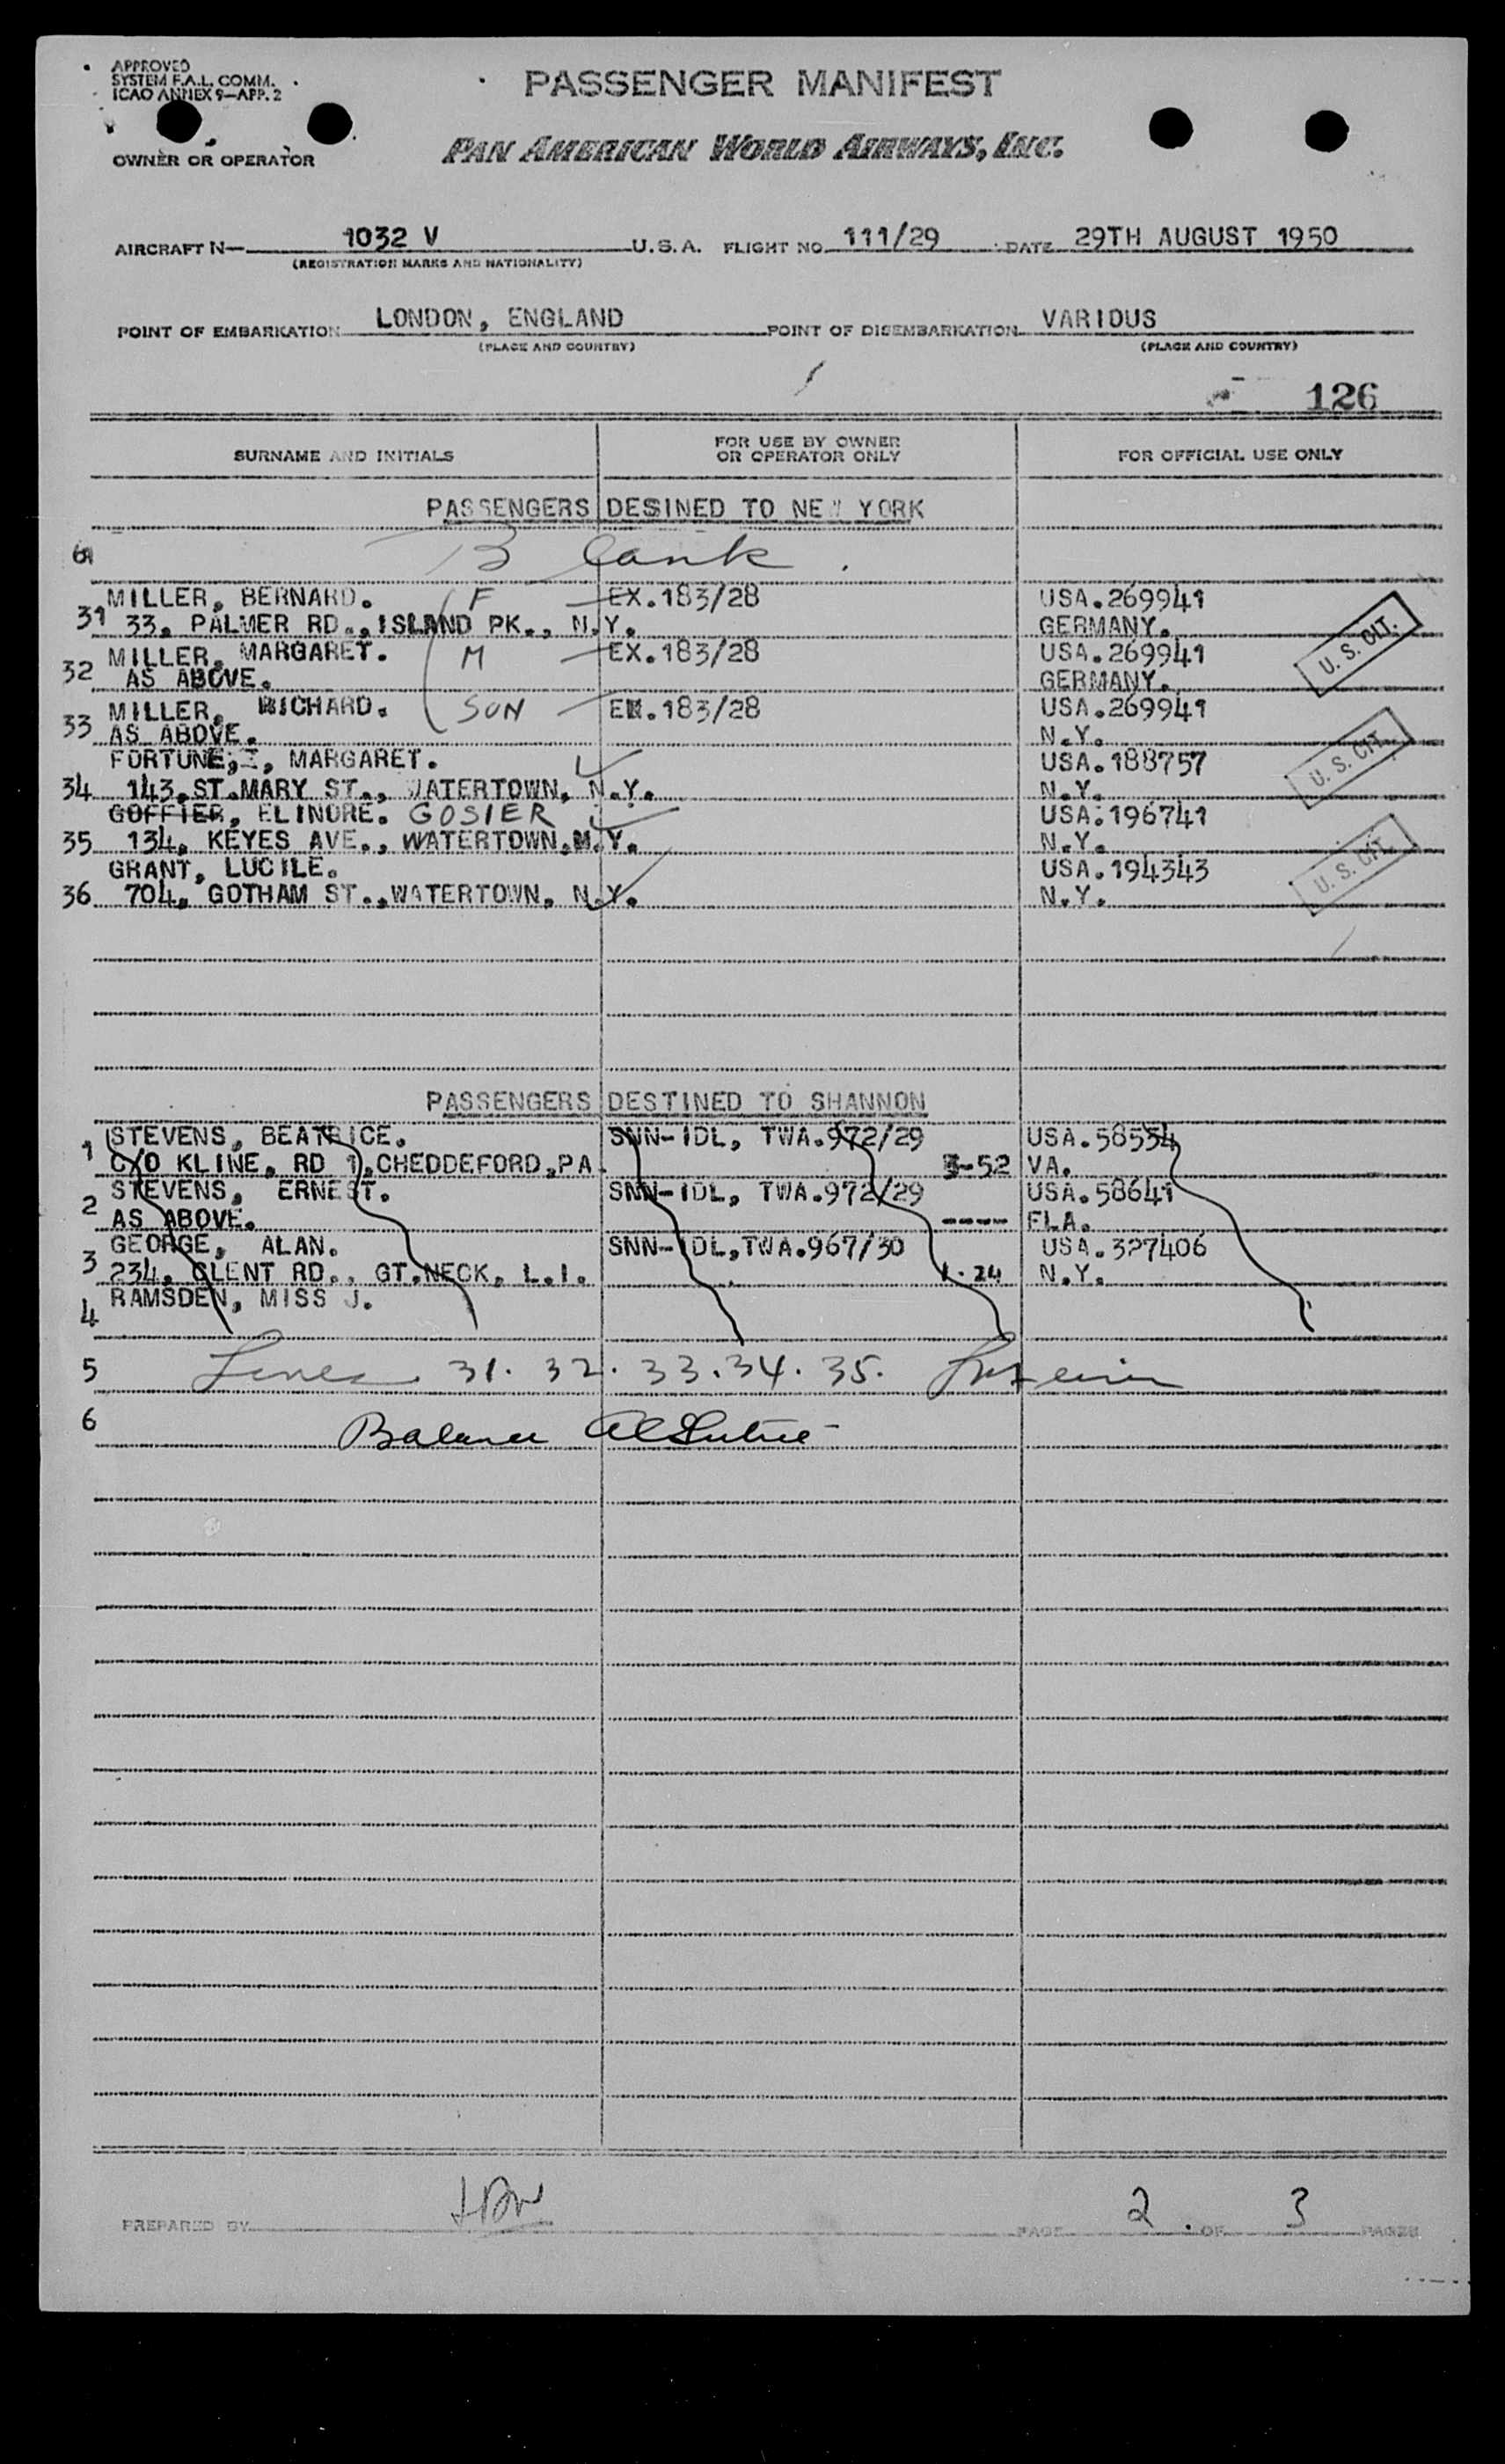 APPROVED
SYSTEM F.A.L. COMM.
ICAO ANNEX 9—APP. 2
PASSENGER MANIFEST
OWNER OR OPERATOR
PAN AMERICAN WORLD AIRWAYS, INC.
AIRCRAFT N— 1032 V U.S.A. FLIGHT NO. 111/29 DATE 29TH AUGUST 1950
(REGISTRATION MARKS AND NATIONALITY)
POINT OF EMBARKATION LONDON, ENGLAND POINT OF DISEMBARKATION VARIOUS
(PLACE AND COUNTRY) (PLACE AND COUNTRY)
126
SURNAME AND INITIALS FOR USE BY OWNER OR OPERATOR ONLY FOR OFFICIAL USE ONLY
PASSENGERS DESINED TO NEW YORK
Blank.
MILLER, BERNARD. F EX.183/28 USA.269941
31 33, PALMER RD., ISLAND PK., N.Y. GERMANY.
MILLER, MARGARET. M EX.183/28 USA.269941
32 AS ABOVE. GERMANY.
U.S.CIT.
MILLER, RICHARD. SON EX.183/28 USA.269941
33 AS ABOVE. N.Y.
FORTUNE, MARGARET. USA.188757
34 143,ST.MARY ST., WATERTOWN, N.Y. N.Y.
U.S.CIT.
GOFFIER, ELINORE. GOSIER USA.196741
35 134, KEYES AVE., WATERTOWN.N.Y. N.Y.
GRANT, LUCILE. USA.194343
36 704, GOTHAM ST.,WATERTOWN, N.Y. N.Y.
U.S.CIT.
PASSENGERS DESTINED TO SHANNON
STEVENS, BEATRICE. SNN-IDL, TWA.972/29 USA.58554
1 C/O KLINE, RD 1,CHEDDEFORD,PA. 3-52 VA.
STEVENS, ERNEST. SNN-IDL, TWA.972/29 USA.58641
2 AS ABOVE. ---- FLA.
GEORGE, ALAN. SNN-IDL,TWA.967/30 USA.327406
3 234, CLENT RD., GT.NECK, L.I. 1.24 N.Y.
RAMSDEN, MISS J.
4
5 Lines 31. 32. 33. 34. 35.
6 Balance
PREPARED BY PAGE 2 OF 3 PAGES